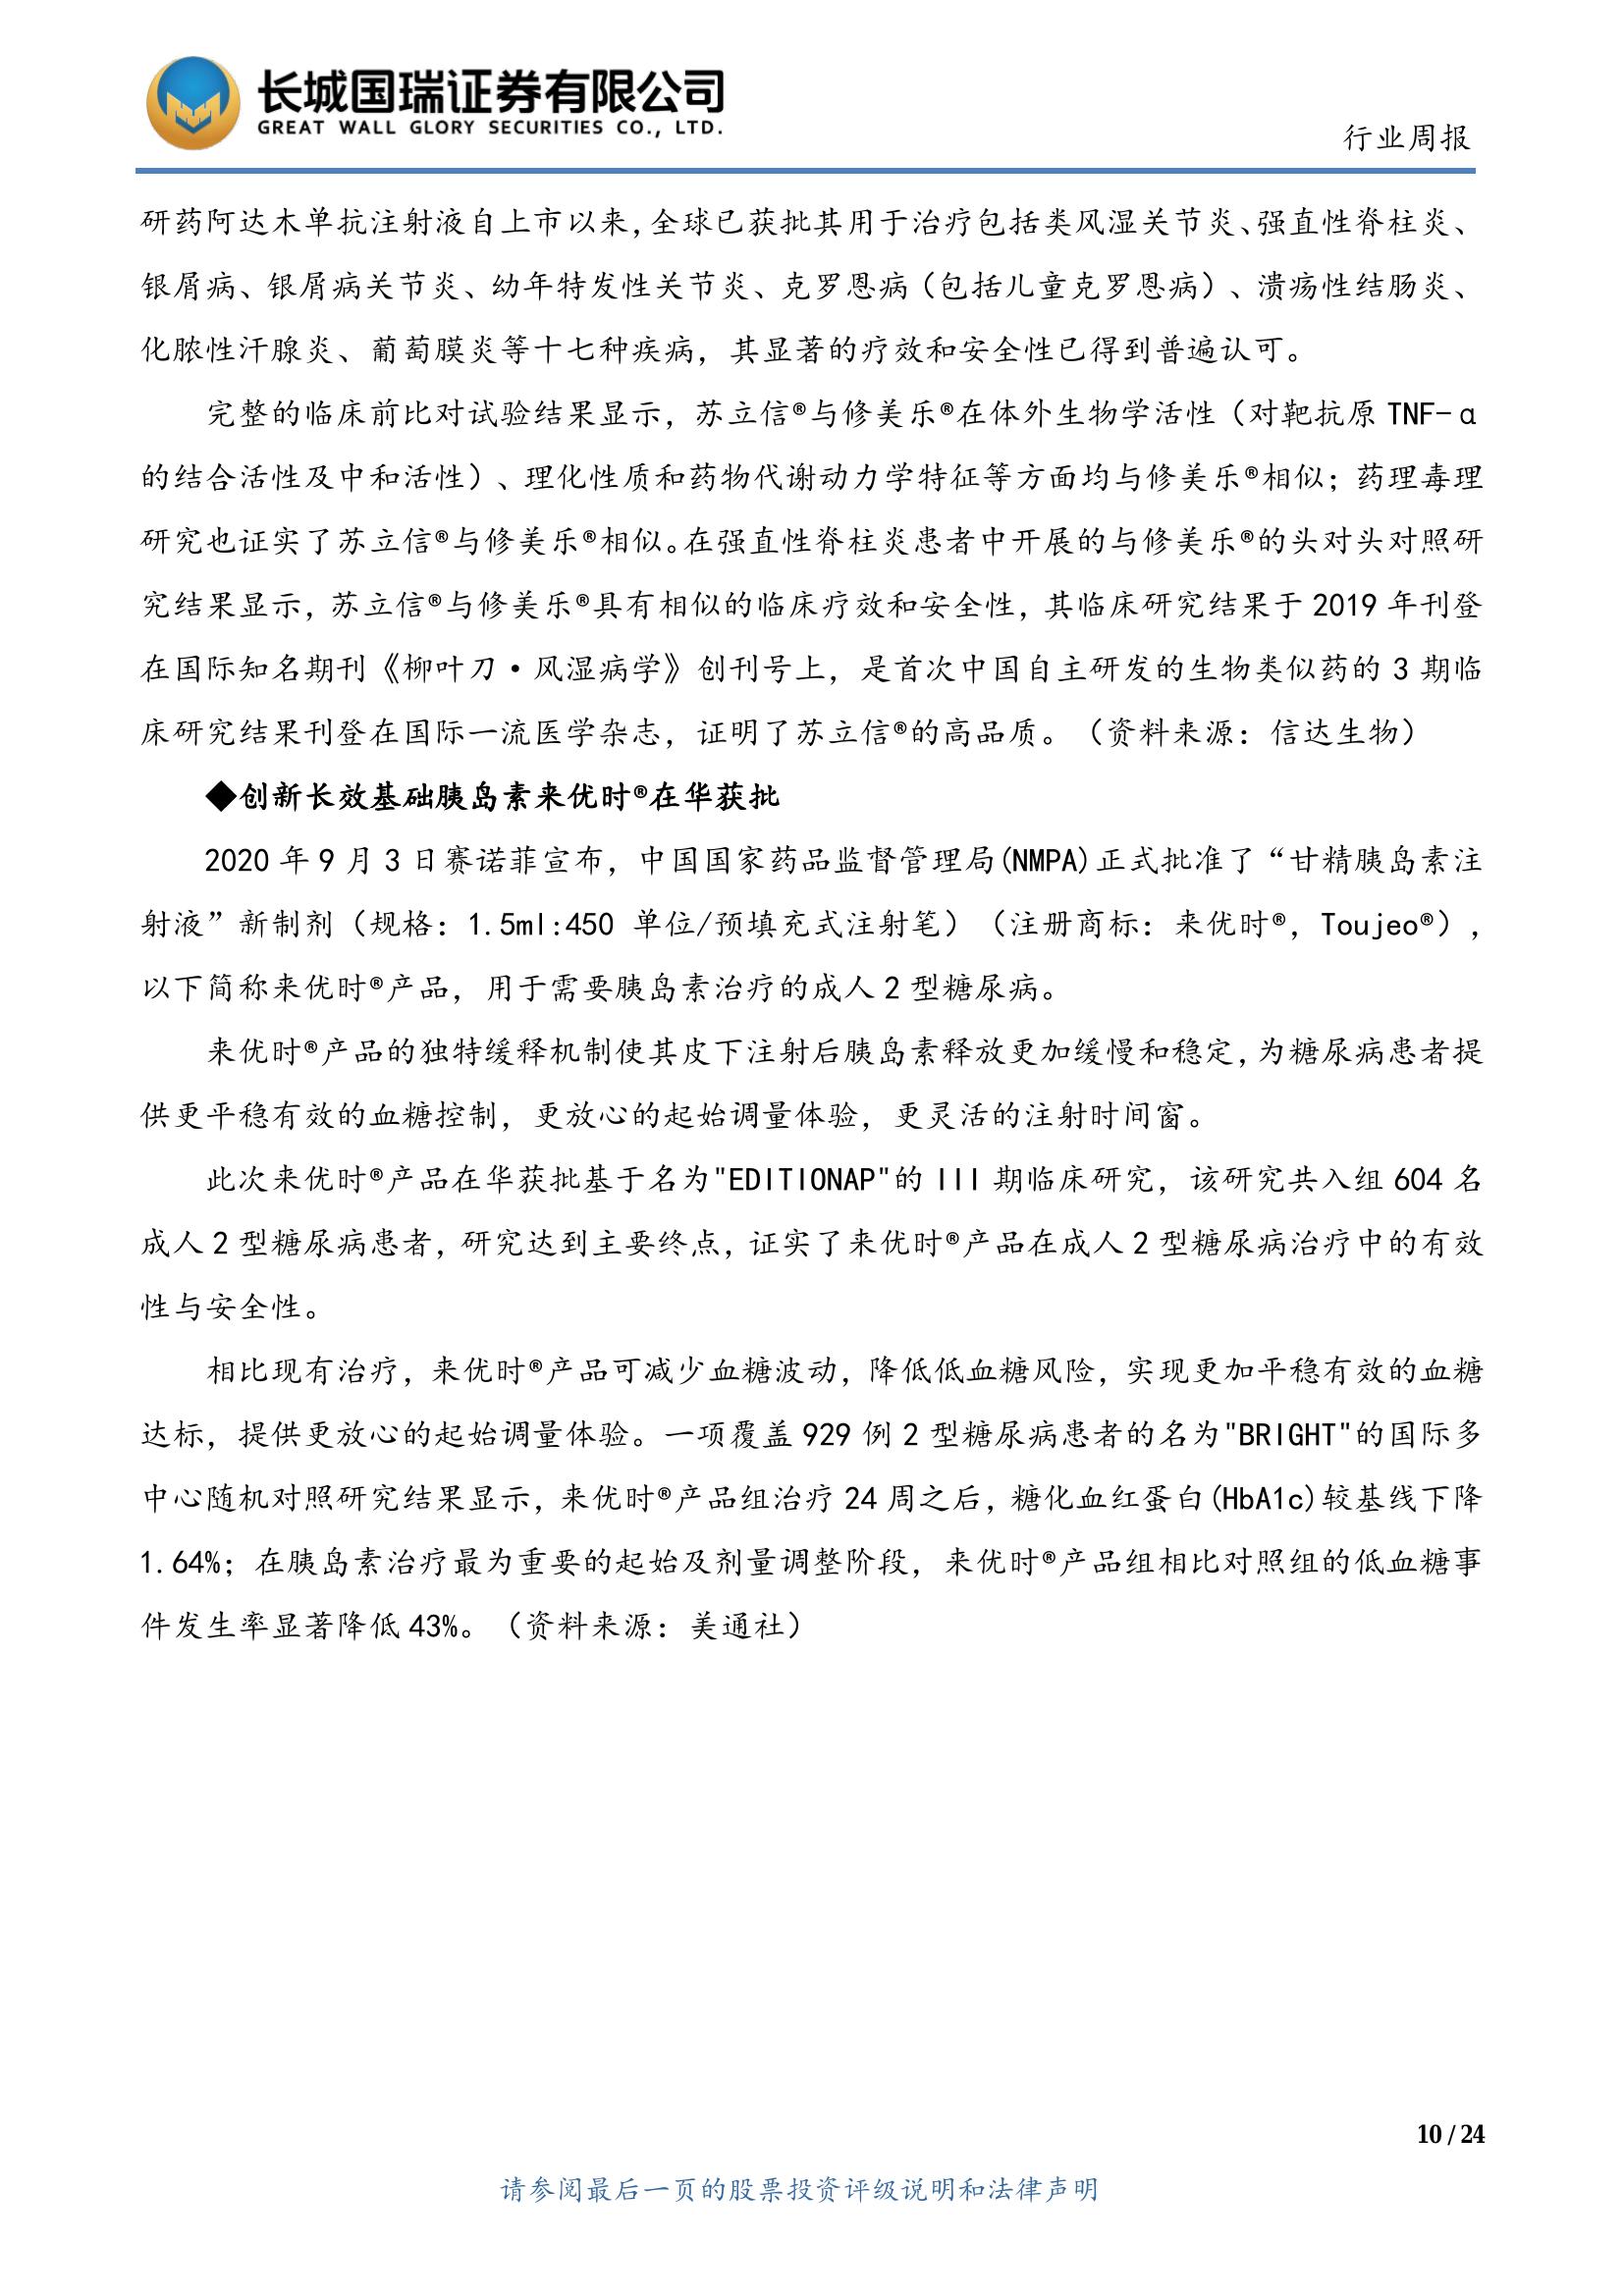 长城国瑞证券有限公司
GREAT WALL GLORY SECURITIES CO., LTD.
行业周报
研药阿达木单抗注射液自上市以来，全球已获批其用于治疗包括类风湿关节炎、强直性脊柱炎、
银屑病、银屑病关节炎、幼年特发性关节炎、克罗恩病（包括儿童克罗恩病）、溃疡性结肠炎、
化脓性汗腺炎、葡萄膜炎等十七种疾病，其显著的疗效和安全性已得到普遍认可。
完整的临床前比对试验结果显示，苏立信®与修美乐®在体外生物学活性（对靶抗原 TNF-α
的结合活性及中和活性）、理化性质和药物代谢动力学特征等方面均与修美乐®相似；药理毒理
研究也证实了苏立信®与修美乐®相似。在强直性脊柱炎患者中开展的与修美乐®的头对头对照研
究结果显示，苏立信®与修美乐®具有相似的临床疗效和安全性，其临床研究结果于 2019 年刊登
在国际知名期刊《柳叶刀·风湿病学》创刊号上，是首次中国自主研发的生物类似药的 3 期临
床研究结果刊登在国际一流医学杂志，证明了苏立信®的高品质。（资料来源：信达生物）
◆创新长效基础胰岛素来优时®在华获批
2020 年 9 月 3 日赛诺菲宣布，中国国家药品监督管理局(NMPA)正式批准了“甘精胰岛素注
射液”新制剂（规格：1.5ml:450 单位/预填充式注射笔）（注册商标：来优时®，Toujeo®），
以下简称来优时®产品，用于需要胰岛素治疗的成人 2 型糖尿病。
来优时®产品的独特缓释机制使其皮下注射后胰岛素释放更加缓慢和稳定，为糖尿病患者提
供更平稳有效的血糖控制，更放心的起始调量体验，更灵活的注射时间窗。
此次来优时®产品在华获批基于名为"EDITIONAP"的 III 期临床研究，该研究共入组 604 名
成人 2 型糖尿病患者，研究达到主要终点，证实了来优时®产品在成人 2 型糖尿病治疗中的有效
性与安全性。
相比现有治疗，来优时®产品可减少血糖波动，降低低血糖风险，实现更加平稳有效的血糖
达标，提供更放心的起始调量体验。一项覆盖 929 例 2 型糖尿病患者的名为"BRIGHT"的国际多
中心随机对照研究结果显示，来优时®产品组治疗 24 周之后，糖化血红蛋白(HbA1c)较基线下降
1.64%；在胰岛素治疗最为重要的起始及剂量调整阶段，来优时®产品组相比对照组的低血糖事
件发生率显著降低 43%。（资料来源：美通社）
10 / 24
请参阅最后一页的股票投资评级说明和法律声明